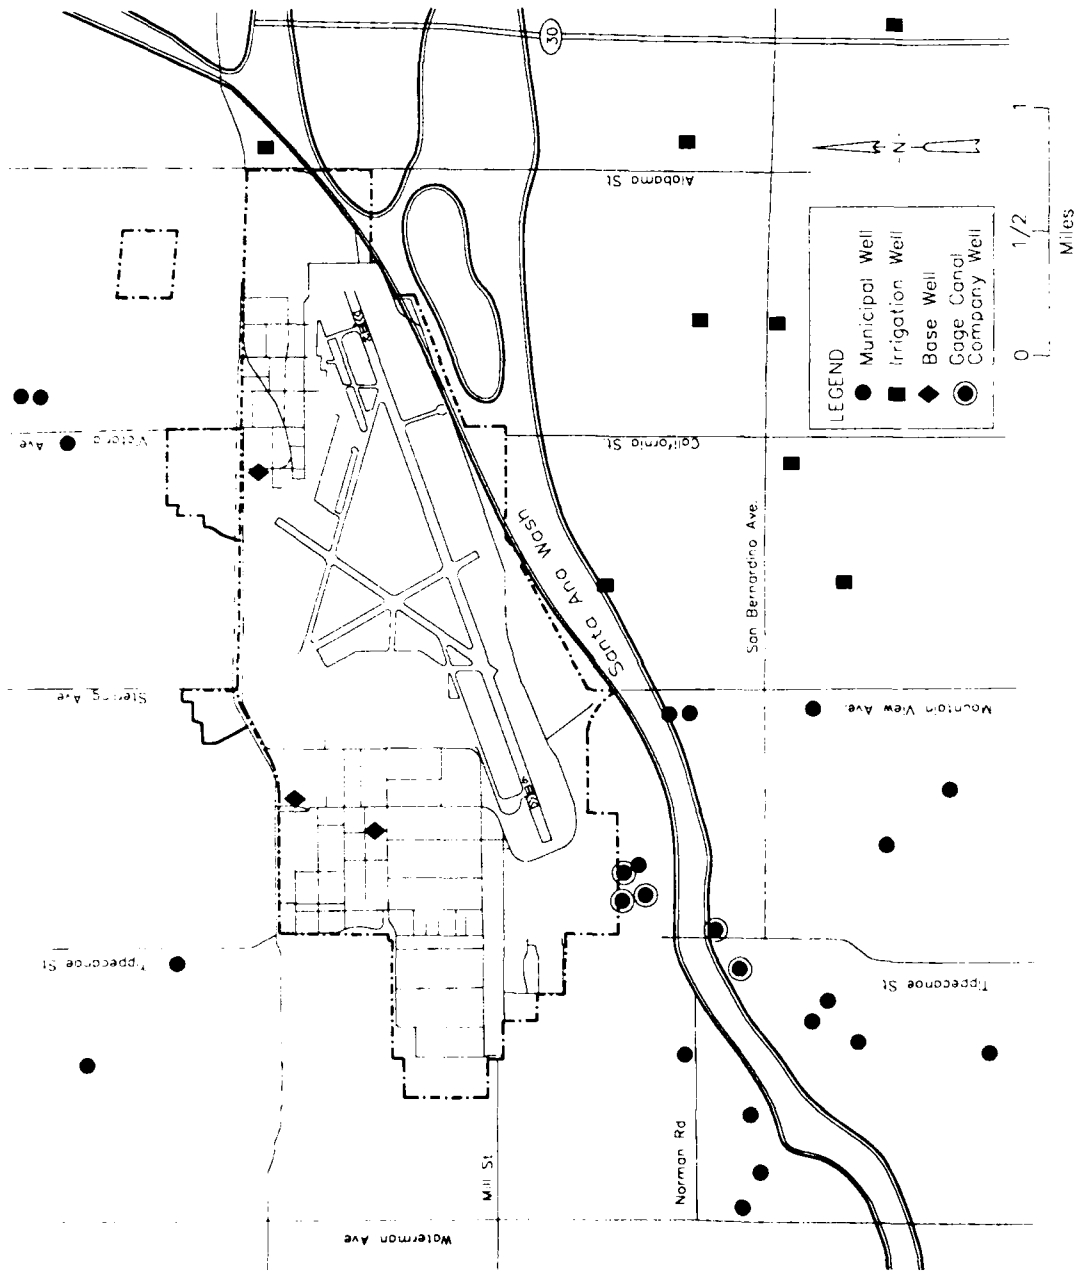 30
Alabama St
-N-
LEGEND
Municipal Well
Irrigation Well
Base Well
Gage Canal
Company Well
0
1/2
1
Miles
Victoria
Ave
California St
Santa Ana Wash
San Bernardino Ave.
Sterling Ave
Mountain View Ave.
Tippecanoe St
Tippecanoe St
Mill St
Norman Rd
Waterman Ave